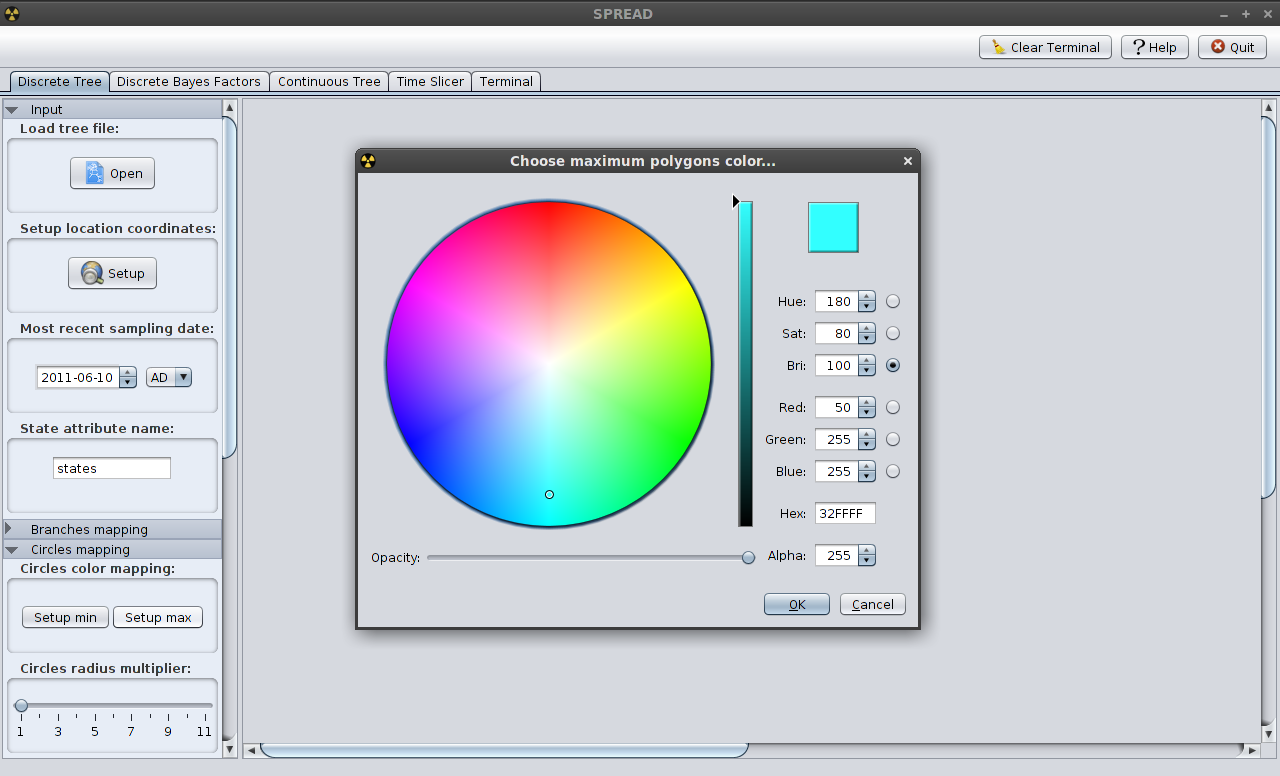 SPREAD
Clear Terminal
Help
Quit
Discrete Tree
Discrete Bayes Factors
Continuous Tree
Time Slicer
Terminal
Input
Load tree file:
Open
Setup location coordinates:
Setup
Most recent sampling date:
2011-06-10
AD
State attribute name:
states
Branches mapping
Circles mapping
Circles color mapping:
Setup min
Setup max
Circles radius multiplier:
1 3 5 7 9 11
Choose maximum polygons color...
Hue: 180
Sat: 80
Bri: 100
Red: 50
Green: 255
Blue: 255
Hex: 32FFFF
Opacity:
Alpha: 255
OK
Cancel